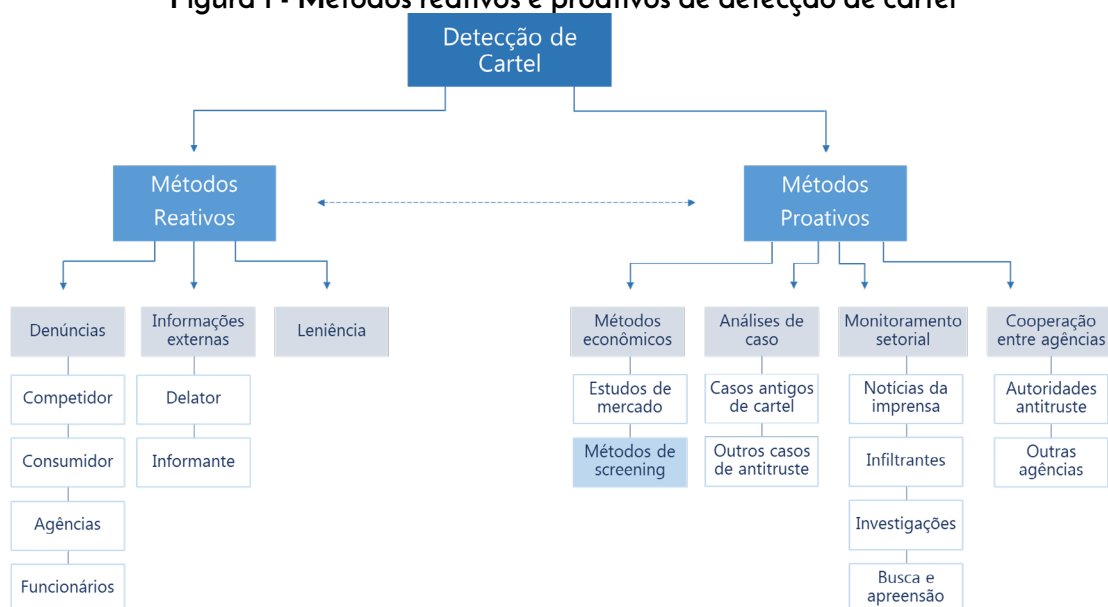 Figura 1 - Métodos reativos e proativos de detecção de cartel
Detecção de
Cartel
Métodos
Reativos
Métodos
Proativos
Denúncias
Informações
externas
Leniência
Métodos
econômicos
Análises de
caso
Monitoramento
setorial
Cooperação
entre agências
Competidor
Delator
Estudos de
mercado
Casos antigos
de cartel
Notícias da
imprensa
Autoridades
antitruste
Consumidor
Informante
Métodos de
screening
Outros casos
de antitruste
Infiltrantes
Outras
agências
Agências
Investigações
Funcionários
Busca e
apreensão